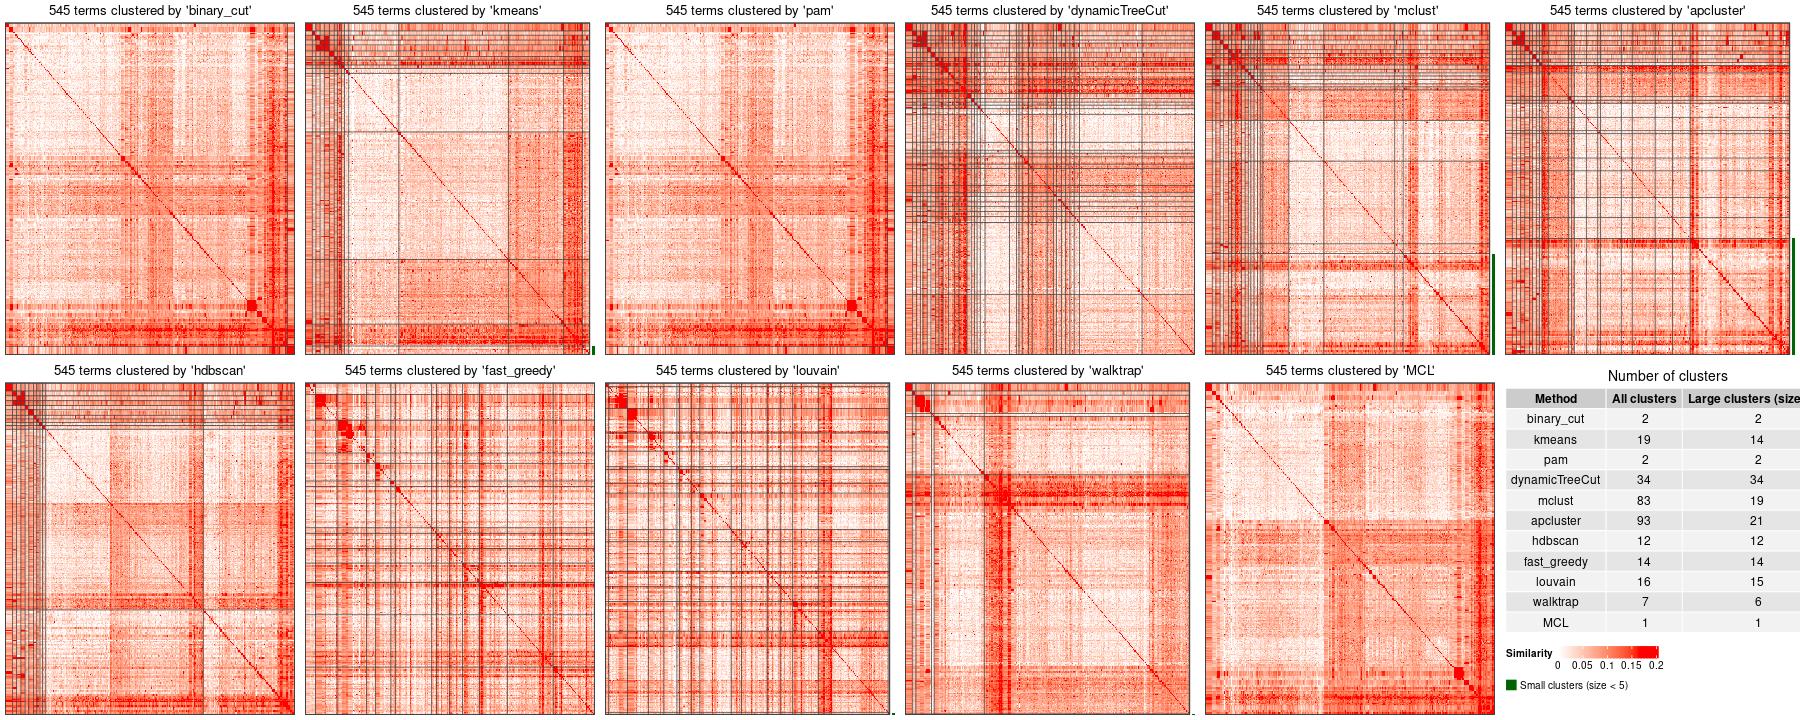 545 terms clustered by 'binary_cut'
545 terms clustered by 'kmeans'
545 terms clustered by 'pam'
545 terms clustered by 'dynamicTreeCut'
545 terms clustered by 'mclust'
545 terms clustered by 'apcluster'
545 terms clustered by 'hdbscan'
545 terms clustered by 'fast_greedy'
545 terms clustered by 'louvain'
545 terms clustered by 'walktrap'
545 terms clustered by 'MCL'
Number of clusters
Method All clusters Large clusters (size
binary_cut 2 2
kmeans 19 14
pam 2 2
dynamicTreeCut 34 34
mclust 83 19
apcluster 93 21
hdbscan 12 12
fast_greedy 14 14
louvain 16 15
walktrap 7 6
MCL 1 1
Similarity
0 0.05 0.1 0.15 0.2
Small clusters (size < 5)